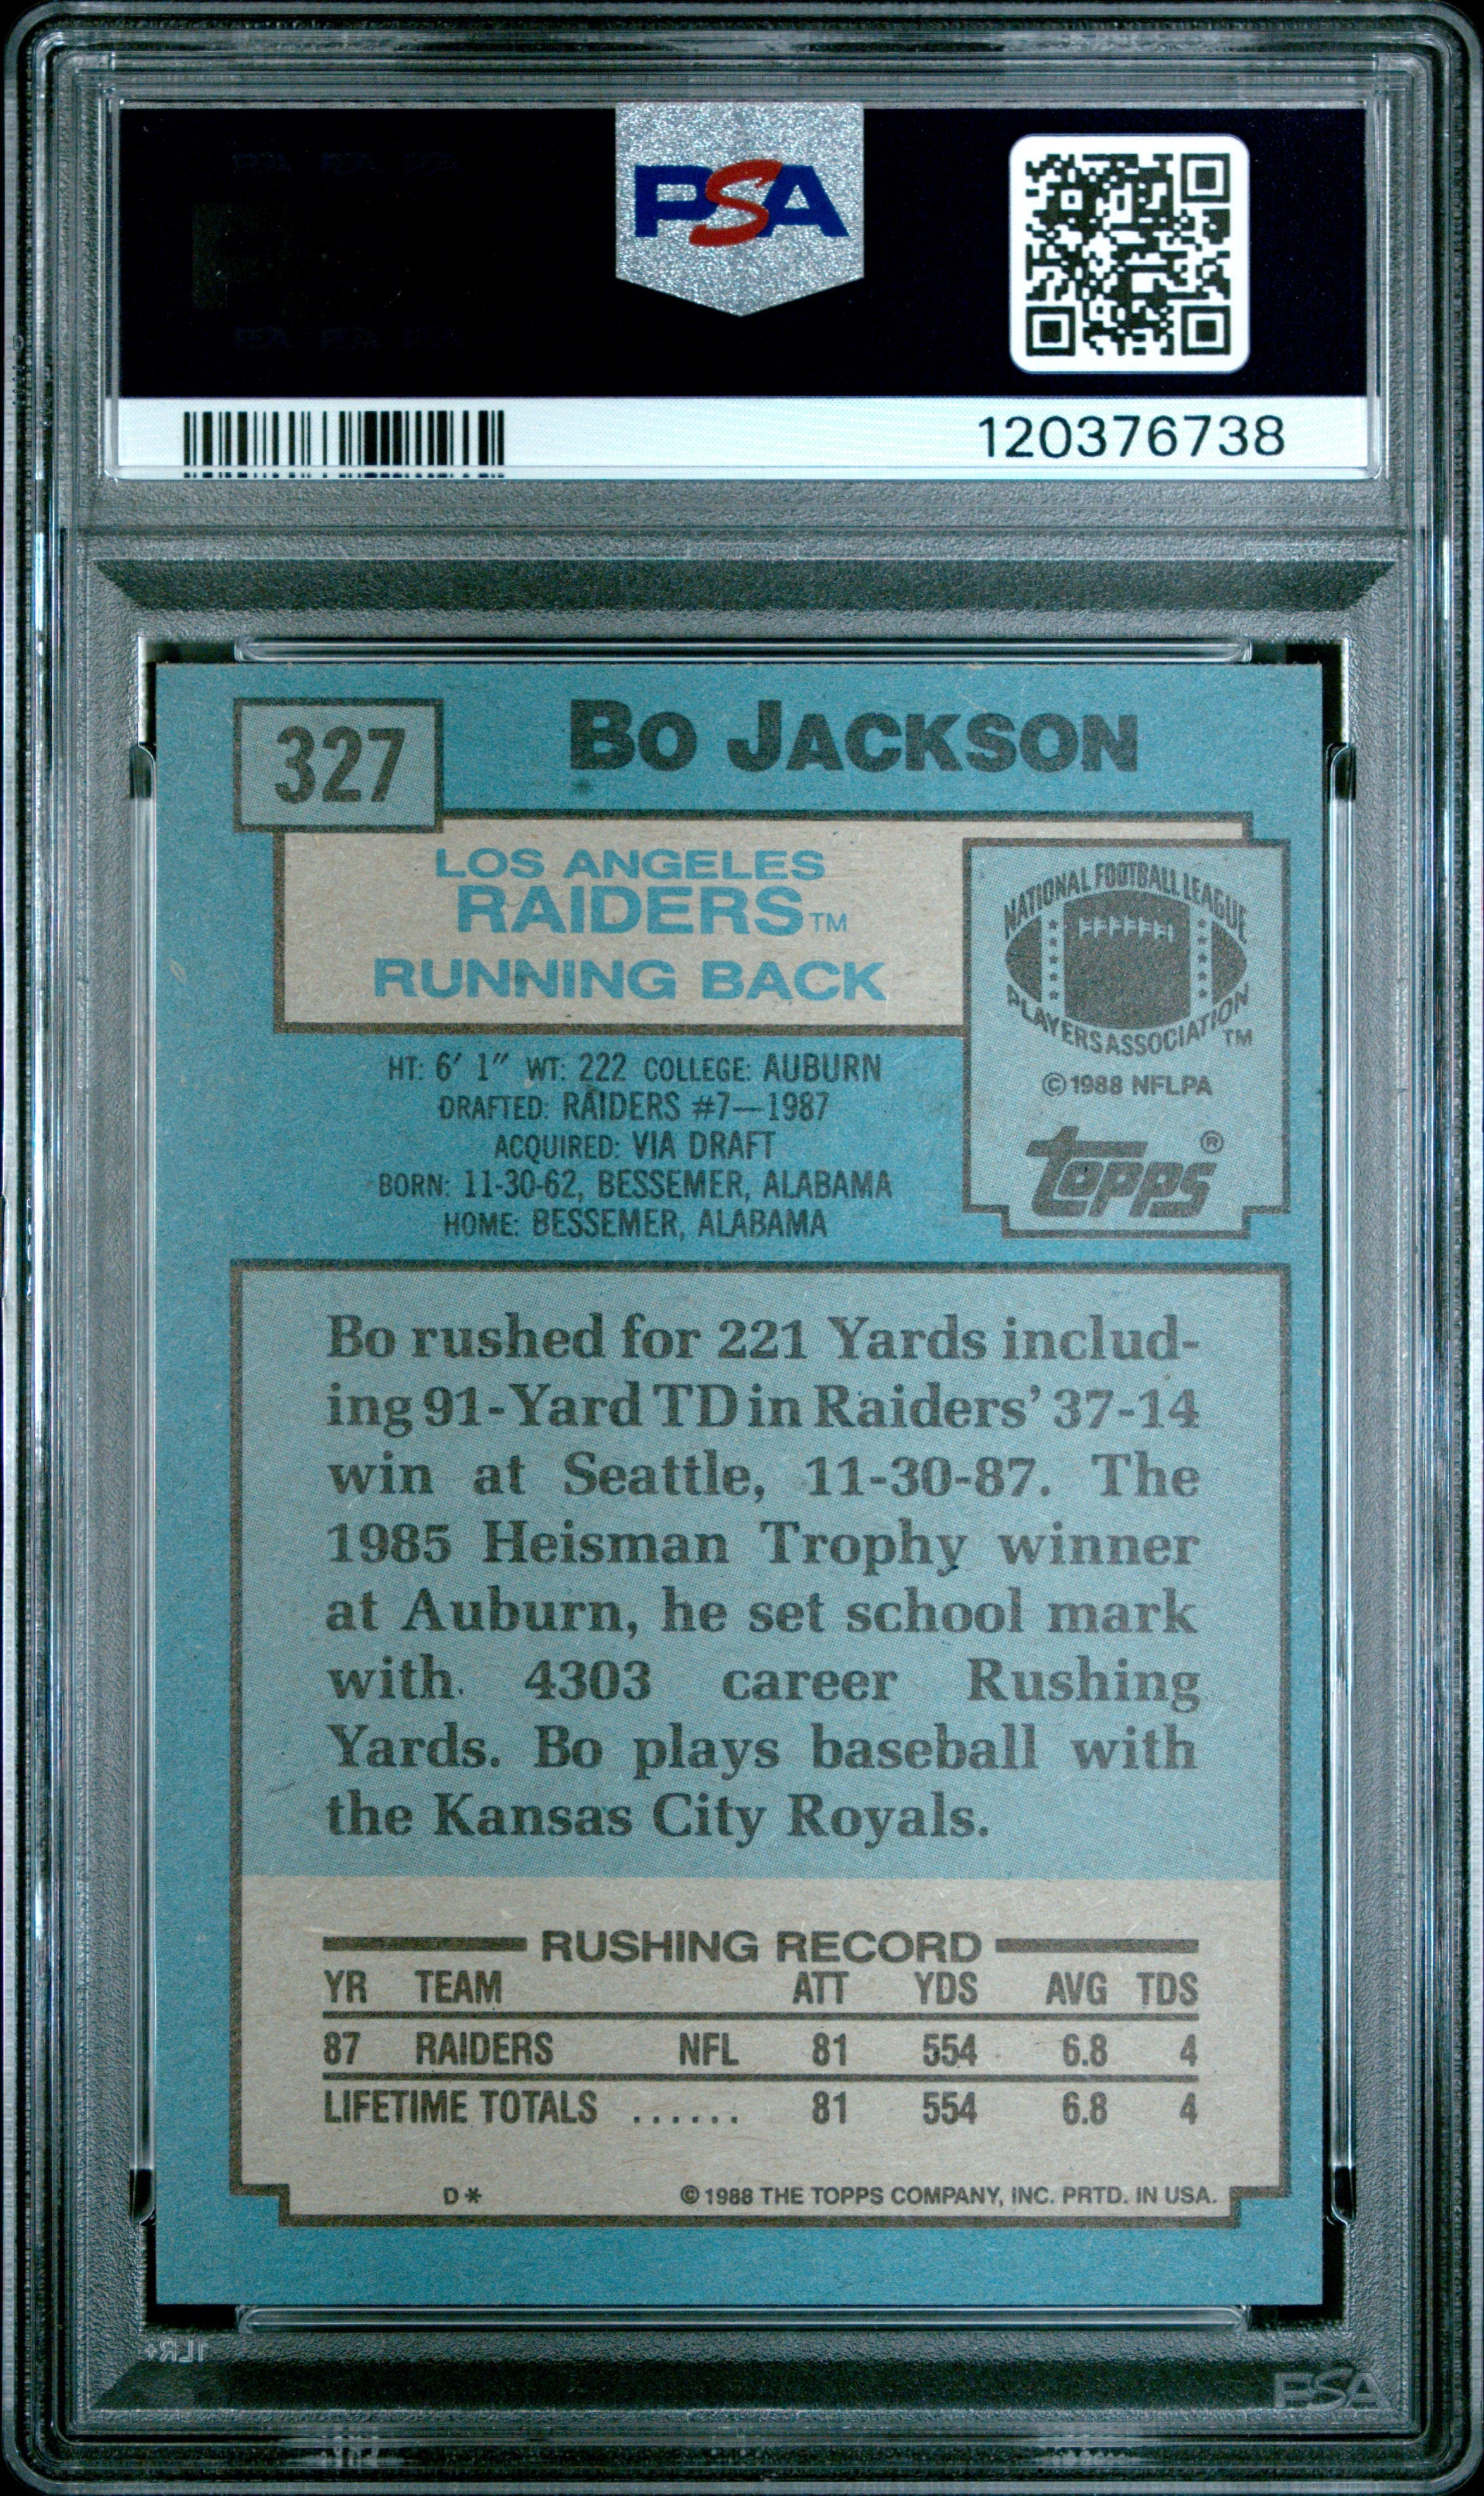 PSA
120376738
327
BO JACKSON
LOS ANGELES
RAIDERS™
RUNNING BACK
NATIONAL FOOTBALL LEAGUE
PLAYERS ASSOCIATION™
©1988 NFLPA
topps®
HT: 6′ 1″ WT: 222 COLLEGE: AUBURN
DRAFTED: RAIDERS #7—1987
ACQUIRED: VIA DRAFT
BORN: 11-30-62, BESSEMER, ALABAMA
HOME: BESSEMER, ALABAMA
Bo rushed for 221 Yards includ-
ing 91-Yard TD in Raiders’ 37-14
win at Seattle, 11-30-87. The
1985 Heisman Trophy winner
at Auburn, he set school mark
with 4303 career Rushing
Yards. Bo plays baseball with
the Kansas City Royals.
RUSHING RECORD
YR TEAM ATT YDS AVG TDS
87 RAIDERS NFL 81 554 6.8 4
LIFETIME TOTALS ...... 81 554 6.8 4
D* ©1988 THE TOPPS COMPANY, INC. PRTD. IN USA.
PSA